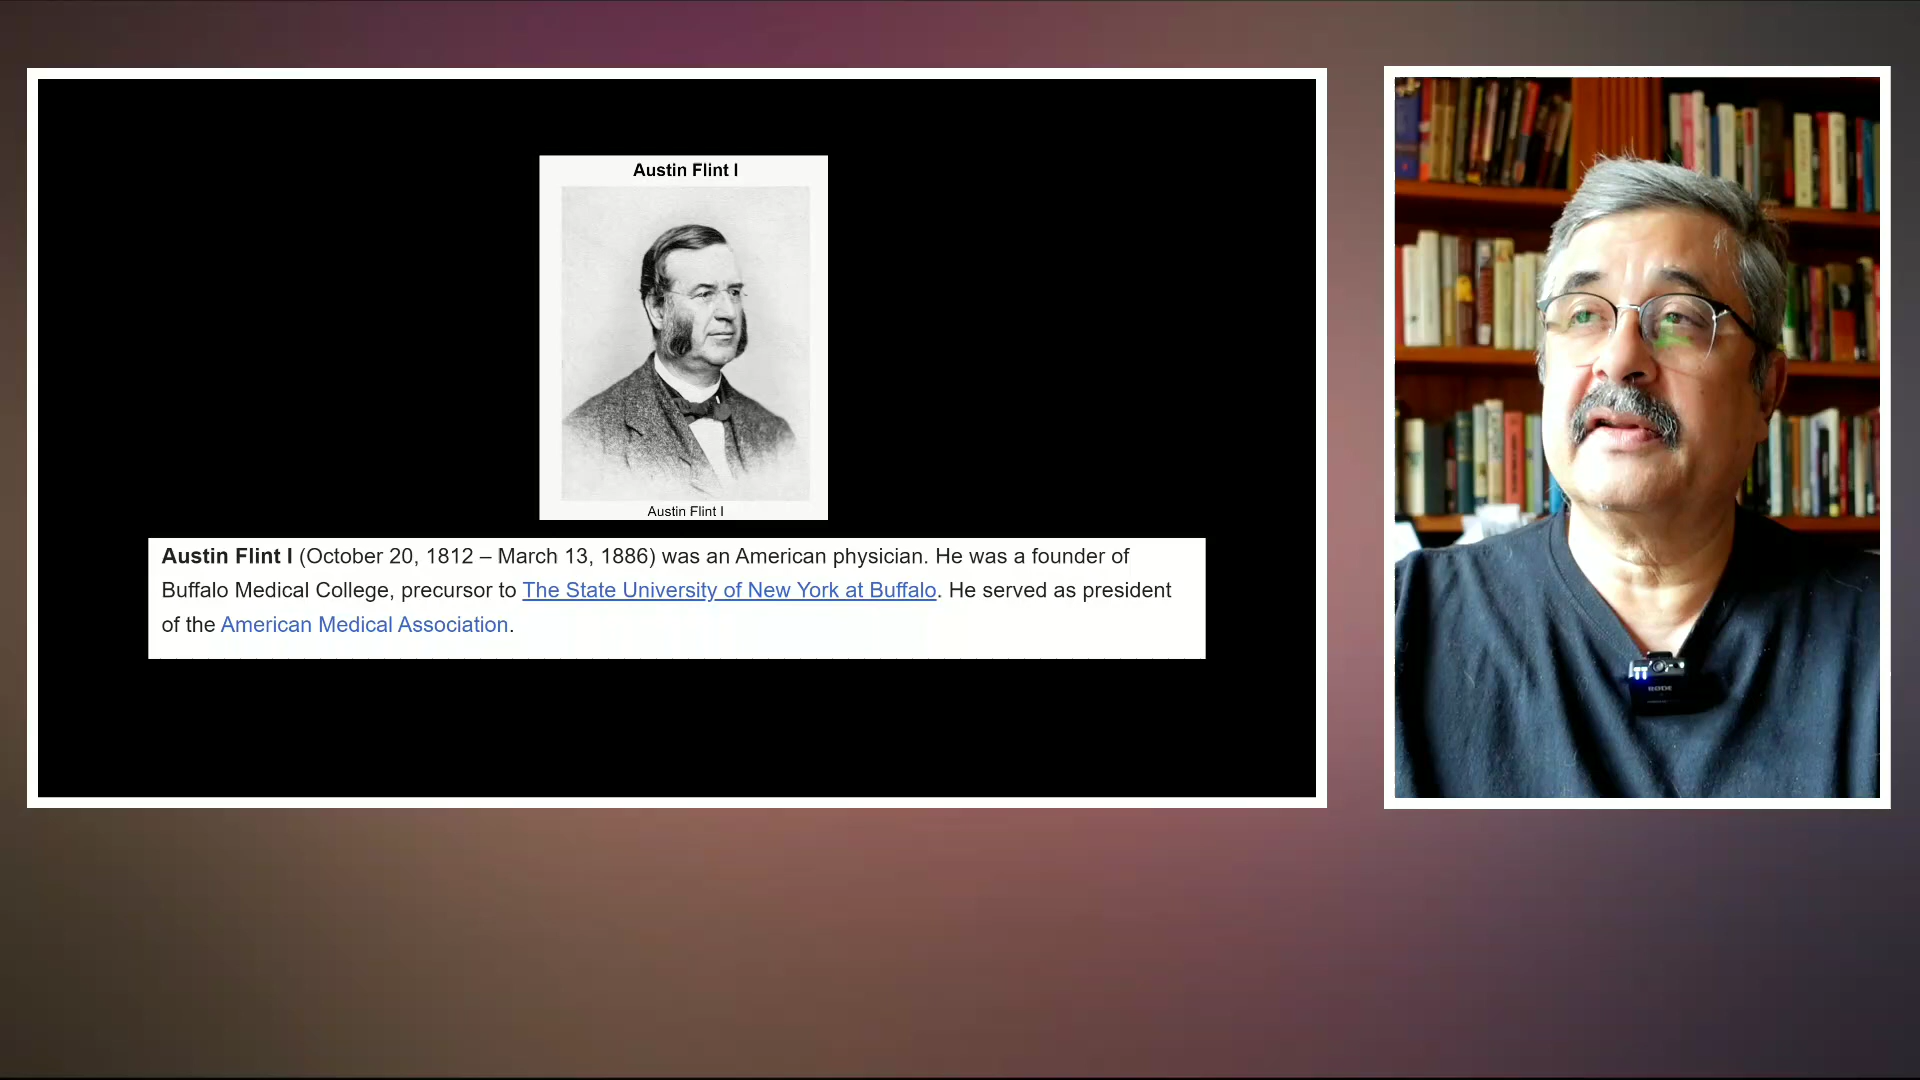 Austin Flint I
Austin Flint I
Austin Flint I (October 20, 1812 – March 13, 1886) was an American physician. He was a founder of
Buffalo Medical College, precursor to The State University of New York at Buffalo. He served as president
of the American Medical Association.
RODE